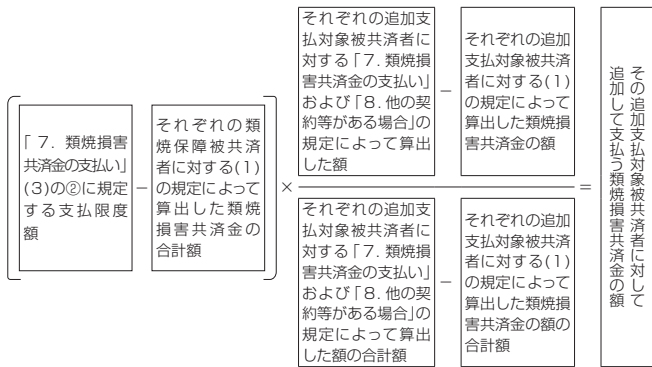 「7. 類焼損害
共済金の支払い」
(3)の②に規定
する支払限度
額
−
それぞれの類
焼保障被共済
者に対する(1)
の規定によって
算出した類焼
損害共済金の
合計額
×
それぞれの追加支
払対象被共済者に
対する「7. 類焼損
害共済金の支払い」
および「8. 他の契
約等がある場合」の
規定によって算出
した額
−
それぞれの追加
支払対象被共済
者に対する(1)
の規定によって
算出した類焼損
害共済金の額
それぞれの追加支
払対象被共済者に
対する「7. 類焼損
害共済金の支払い」
および「8. 他の契
約等がある場合」の
規定によって算出
した額の合計額
−
それぞれの追加
支払対象被共済
者に対する(1)
の規定によって
算出した類焼損
害共済金の額の
合計額
=
その追加支払対象被共済者に対して
追加して支払う類焼損害共済金の額